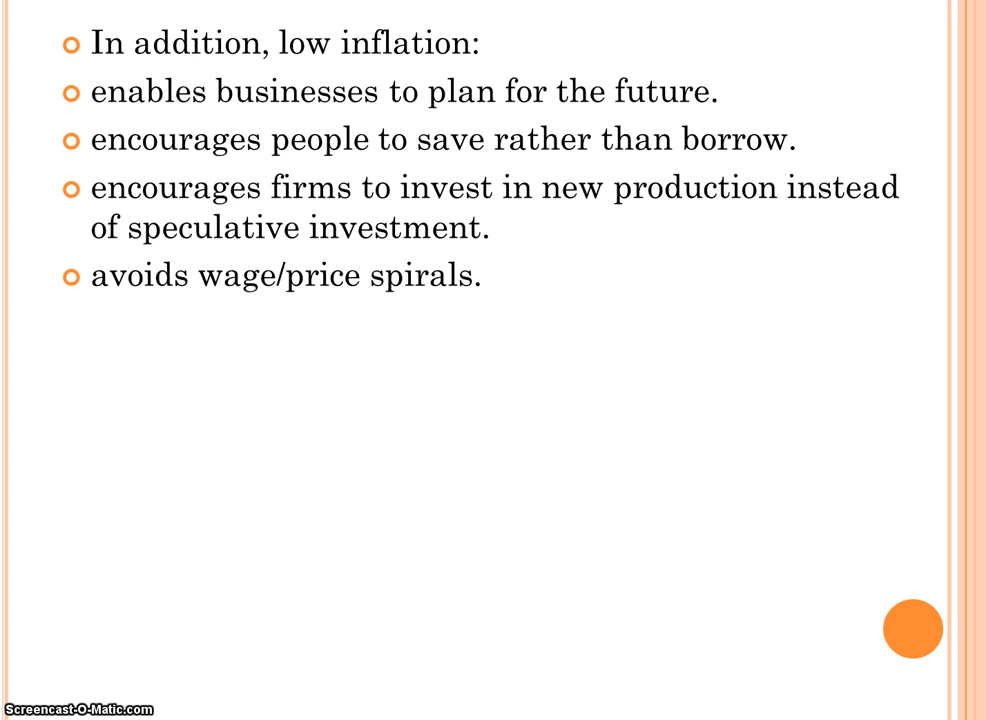 In addition, low inflation:
enables businesses to plan for the future.
encourages people to save rather than borrow.
encourages firms to invest in new production instead
of speculative investment.
avoids wage/price spirals.
Screencast-O-Matic.com